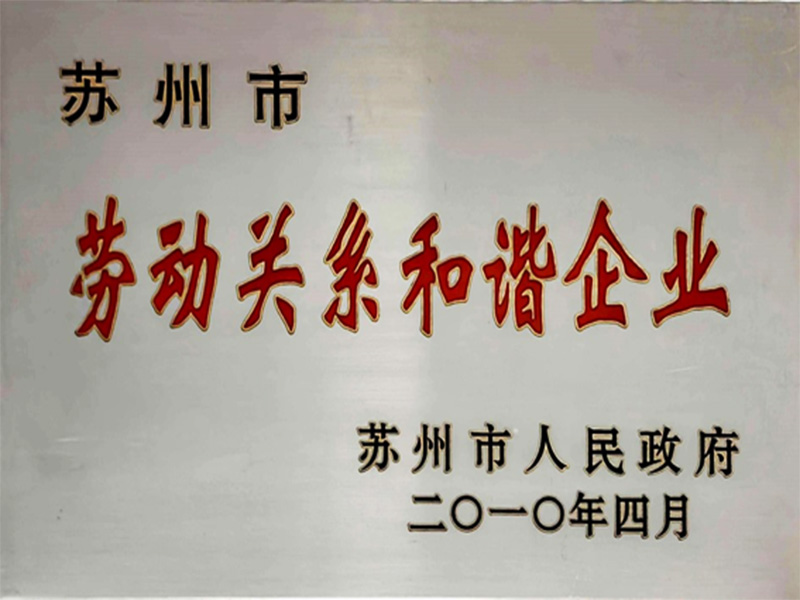 苏州市
劳动关系和谐企业
苏州市人民政府
二〇一〇年四月